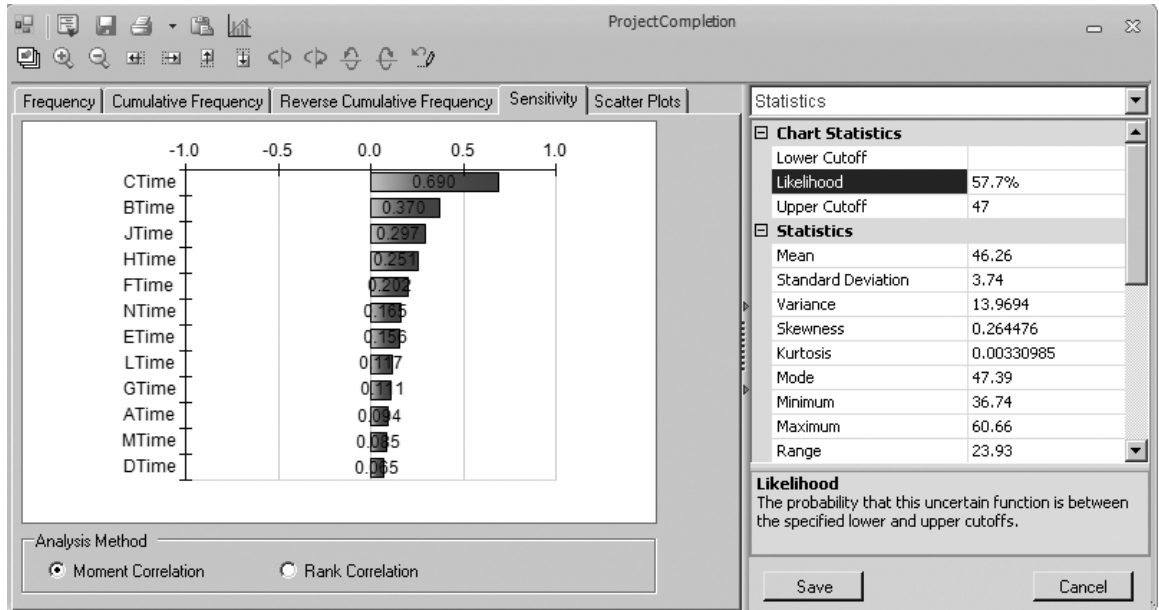 ProjectCompletion
Frequency Cumulative Frequency Reverse Cumulative Frequency Sensitivity Scatter Plots
-1.0 -0.5 0.0 0.5 1.0
CTime 0.690
BTime 0.370
JTime 0.297
HTime 0.251
FTime 0.202
NTime 0.165
ETime 0.156
LTime 0.117
GTime 0.111
ATime 0.094
MTime 0.085
DTime 0.065
Analysis Method
Moment Correlation Rank Correlation
Statistics
Chart Statistics
Lower Cutoff
Likelihood 57.7%
Upper Cutoff 47
Statistics
Mean 46.26
Standard Deviation 3.74
Variance 13.9694
Skewness 0.264476
Kurtosis 0.00330985
Mode 47.39
Minimum 36.74
Maximum 60.66
Range 23.93
Likelihood
The probability that this uncertain function is between
the specified lower and upper cutoffs.
Save Cancel